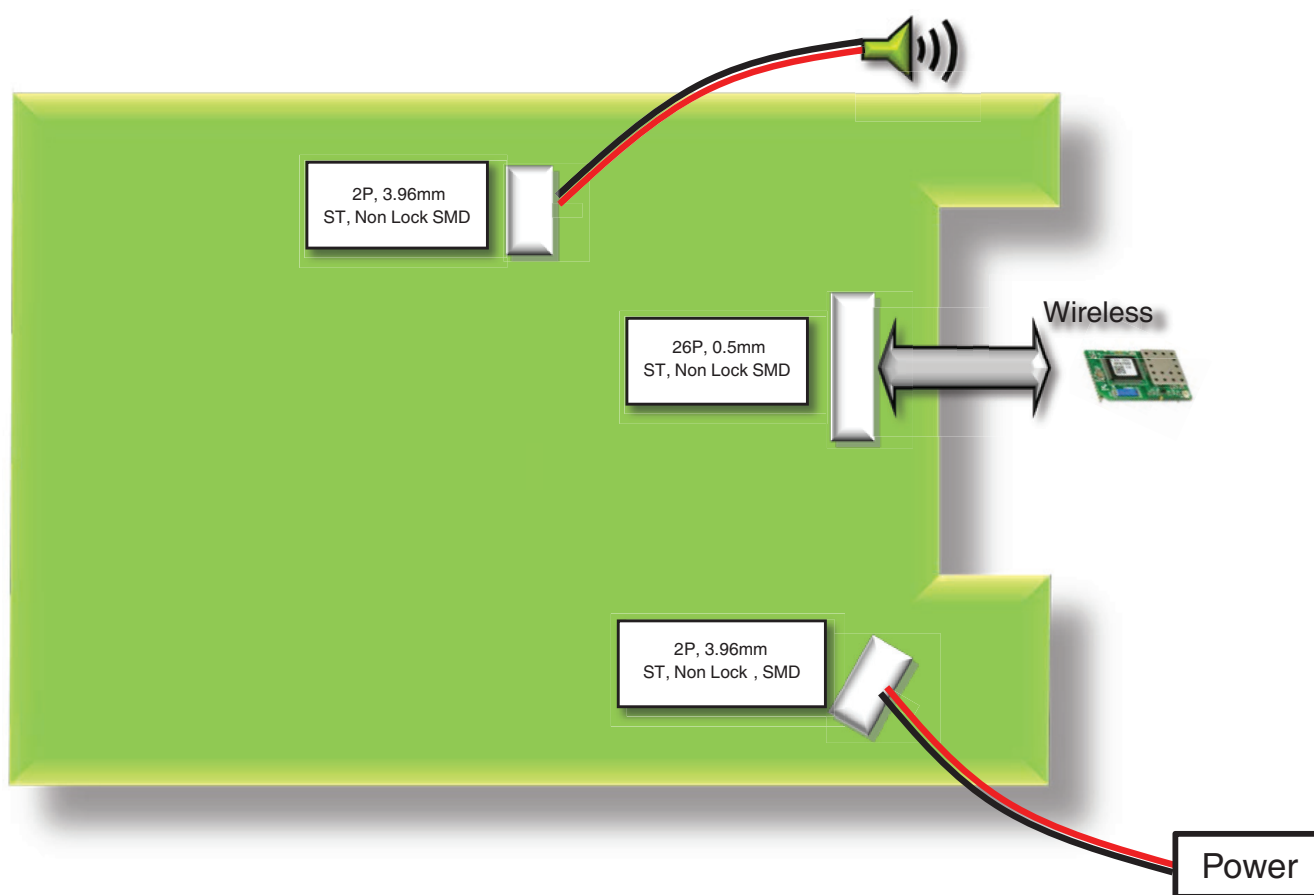 2P, 3.96mm
ST, Non Lock SMD
Wireless
26P, 0.5mm
ST, Non Lock SMD
2P, 3.96mm
ST, Non Lock , SMD
Power